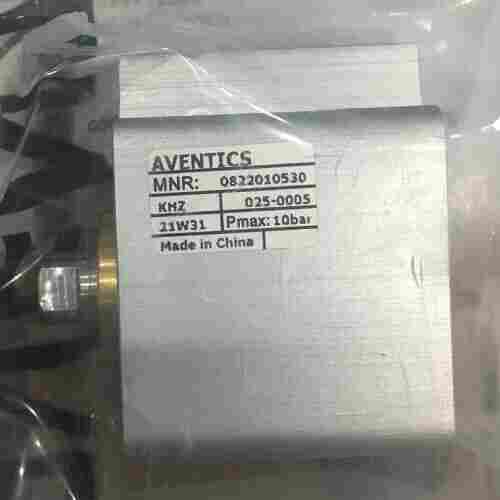 AVENTICS
MNR: 0822010530
KHZ 025-0005
21W31 Pmax: 10bar
Made in China